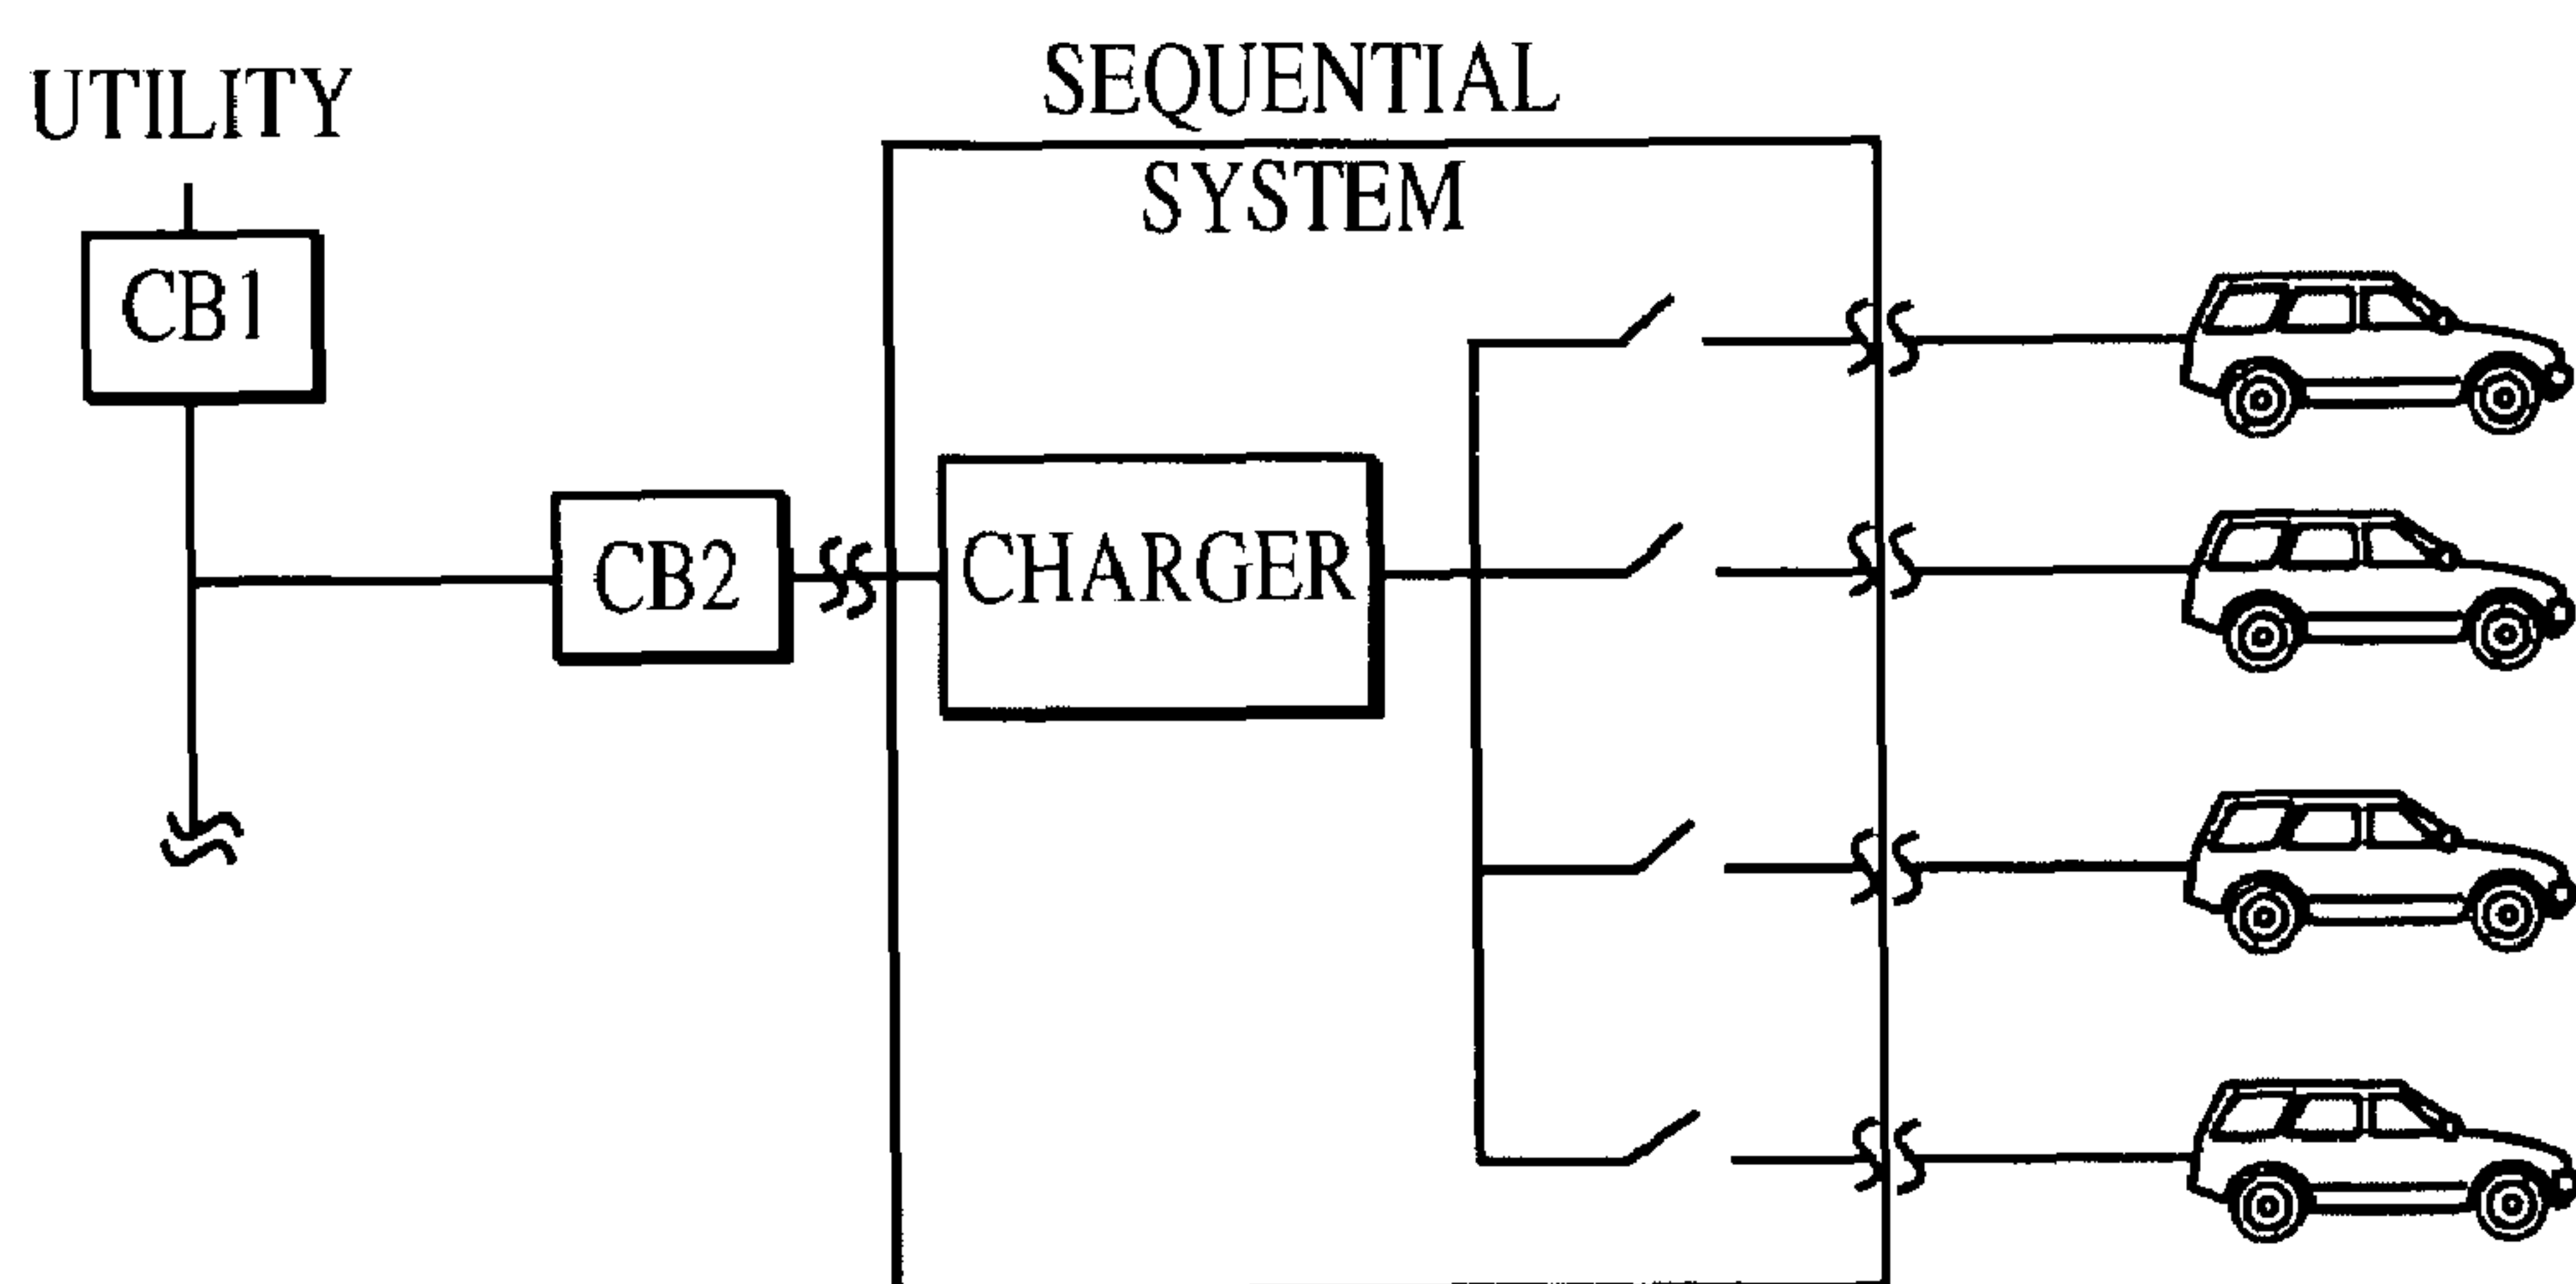 UTILITY
SEQUENTIAL
SYSTEM
CB1
CB2
CHARGER